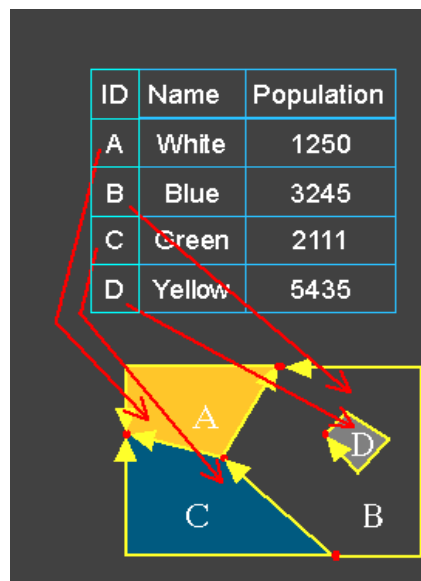 ID Name Population
A White 1250
B Blue 3245
C Green 2111
D Yellow 5435
A
D
C B